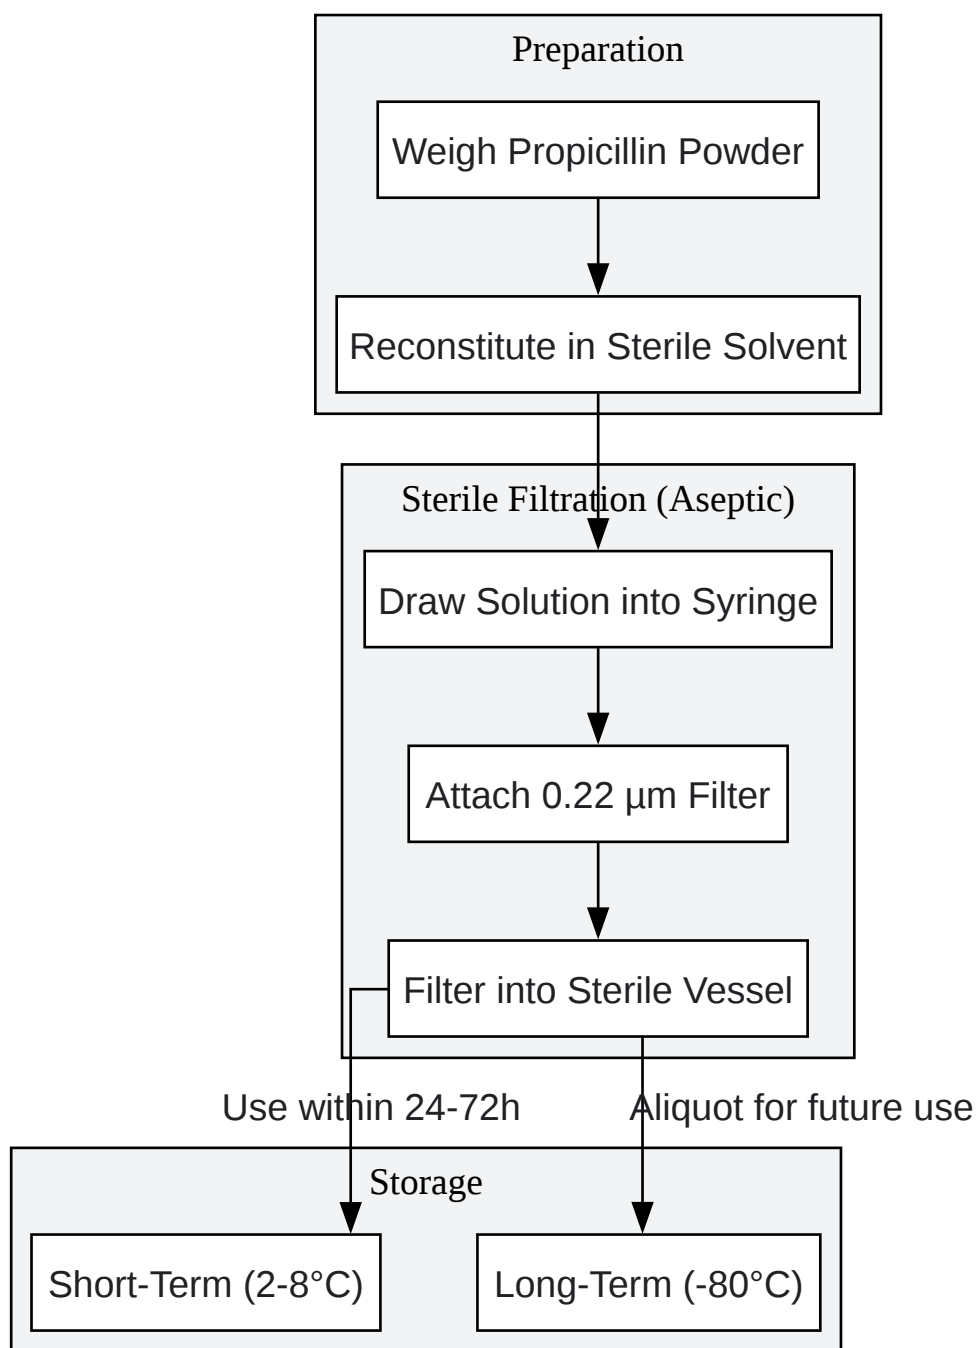 Preparation
Weigh Propicillin Powder
Reconstitute in Sterile Solvent
Sterile Filtration (Aseptic)
Draw Solution into Syringe
Attach 0.22 µm Filter
Filter into Sterile Vessel
Use within 24-72h
Aliquot for future use
Storage
Short-Term (2-8°C)
Long-Term (-80°C)